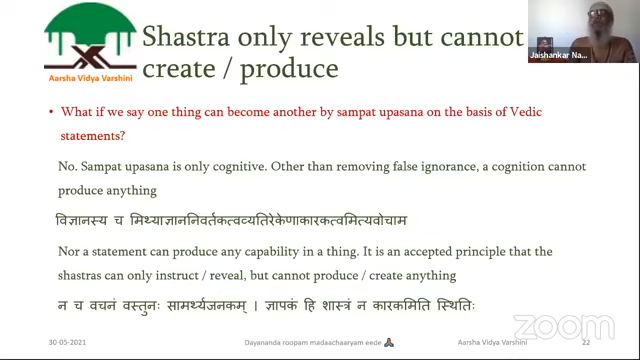 Shastra only reveals but cannot
create / produce
Jaishankar Na...
Aarsha Vidya Varshini
• What if we say one thing can become another by sampat upasana on the basis of Vedic
statements?
No. Sampat upasana is only cognitive. Other than removing false ignorance, a cognition cannot
produce anything
विज्ञानस्य च मिथ्याज्ञाननिवर्तकत्वव्यतिरेकेणाकारकत्वमित्यवोचाम
Nor a statement can produce any capability in a thing. It is an accepted principle that the
shastras can only instruct / reveal, but cannot produce / create anything
न च वचनं वस्तुनः सामर्थ्यजनकम् । ज्ञापकं हि शास्त्रं न कारकमिति स्थितिः
zoom
30-05-2021 Dayananda roopam madaachaaryam eede 🙏 Aarsha Vidya Varshini 22